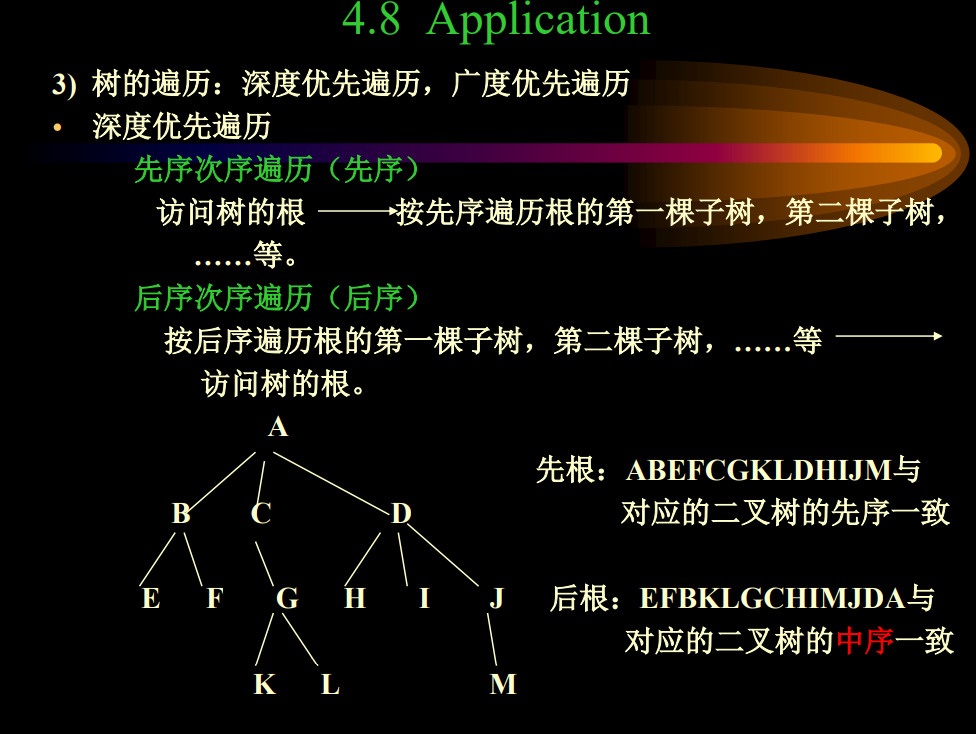 4.8 Application
3) 树的遍历：深度优先遍历，广度优先遍历
• 深度优先遍历
先序次序遍历（先序）
访问树的根 按先序遍历根的第一棵子树，第二棵子树，
……等。
后序次序遍历（后序）
按后序遍历根的第一棵子树，第二棵子树，……等
访问树的根。
A
先根：ABEFCGKLDHIJM与
B C D
对应的二叉树的先序一致
E F G H I J
后根：EFBKLGCHIMJDA与
对应的二叉树的中序一致
K L M